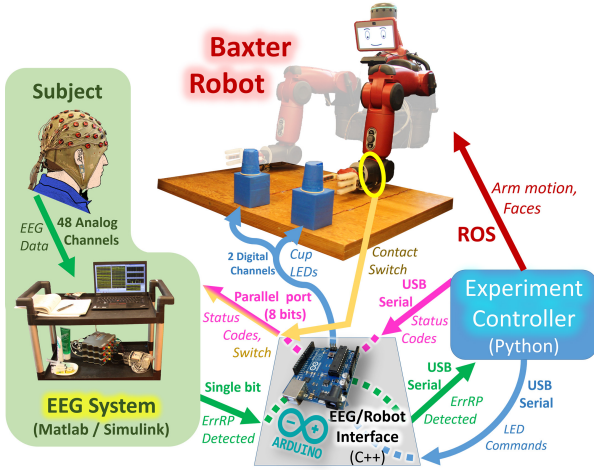 Baxter
Robot
Subject
EEG
Data
48 Analog
Channels
2 Digital
Channels
Cup
LEDs
Contact
Switch
Arm motion,
Faces
ROS
Parallel port
(8 bits)
Status
Codes, Switch
USB
Serial
Status
Codes
Experiment
Controller
(Python)
EEG System
(Matlab / Simulink)
Single bit
ErrRP
Detected
ARDUINO
EEG/Robot
Interface
(C++)
USB
Serial
ErrRP
Detected
USB
Serial
LED
Commands